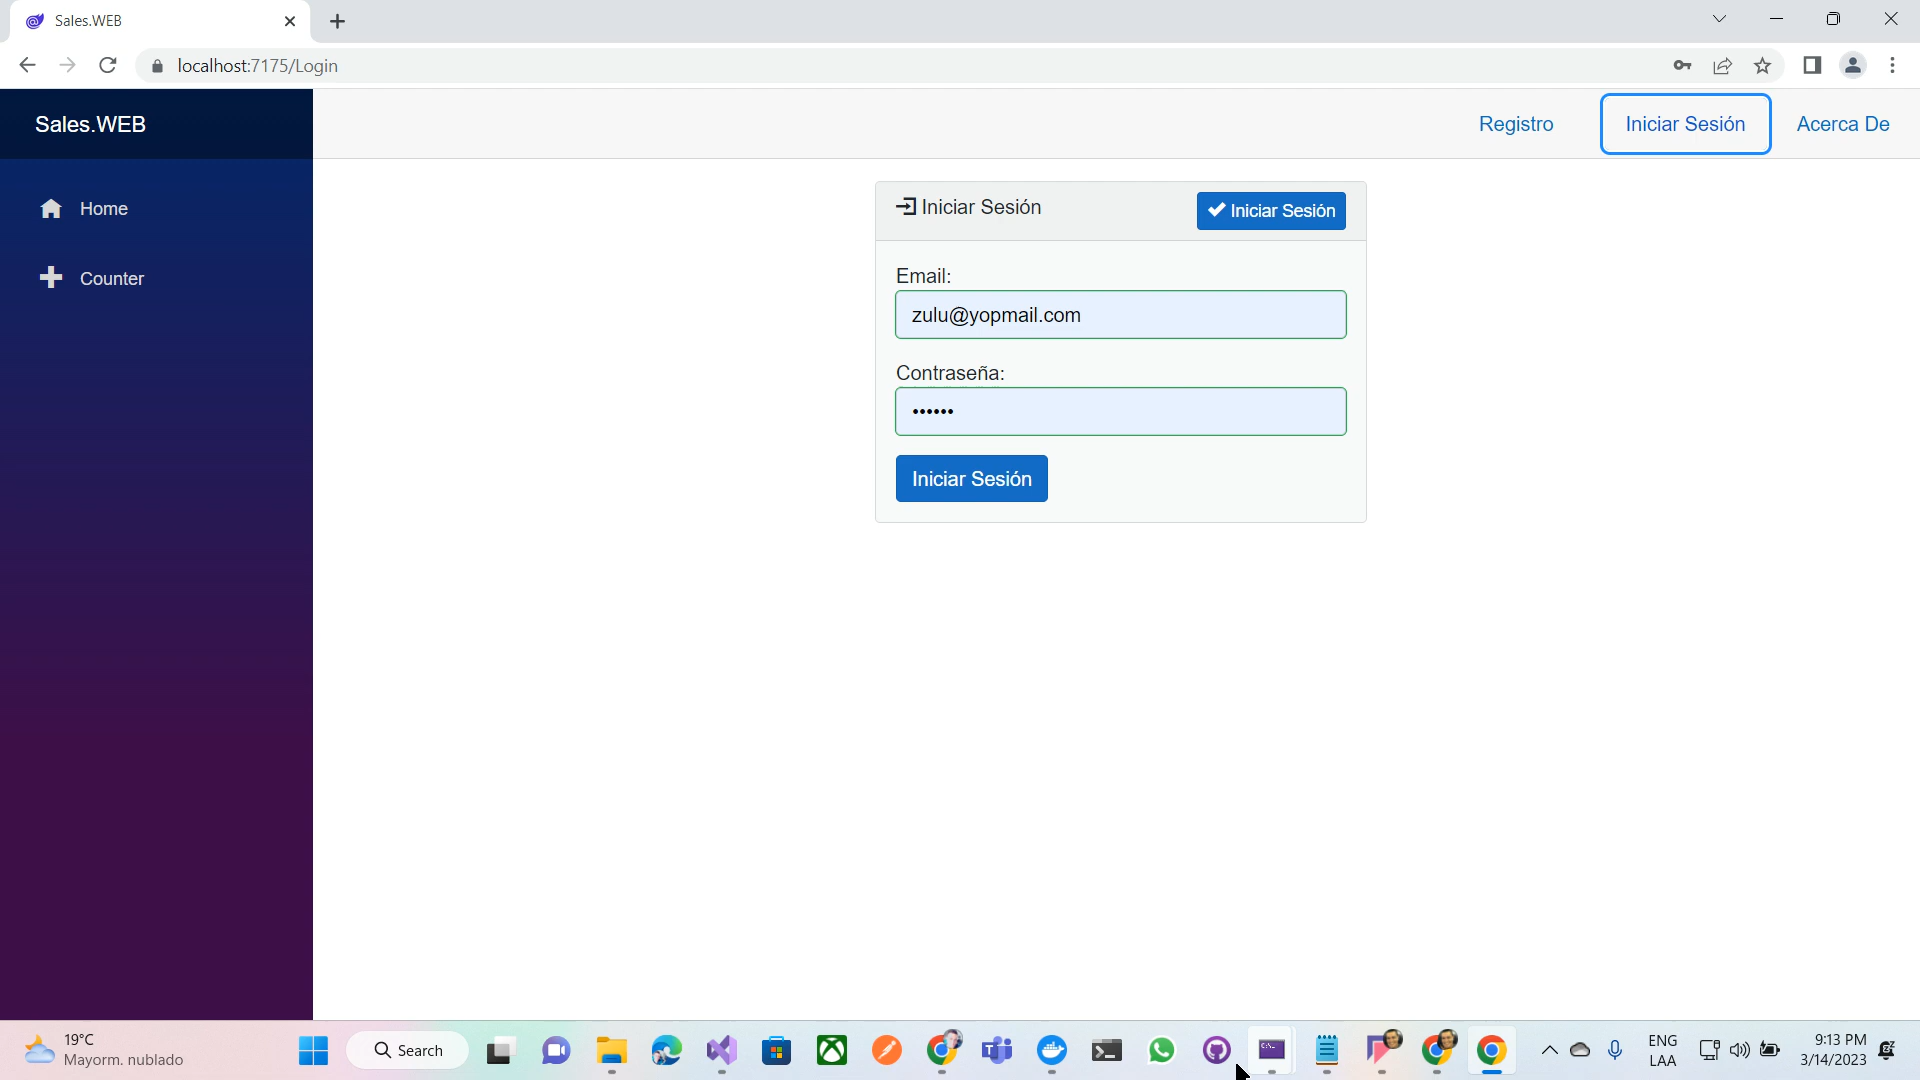 Sales.WEB
localhost:7175/Login
Sales.WEB
Registro
Iniciar Sesión
Acerca De
Home
Counter
Iniciar Sesión
Iniciar Sesión
Email:
zulu@yopmail.com
Contraseña:
••••••
Iniciar Sesión
19°C
Mayorm. nublado
Search
ENG
LAA
9:13 PM
3/14/2023